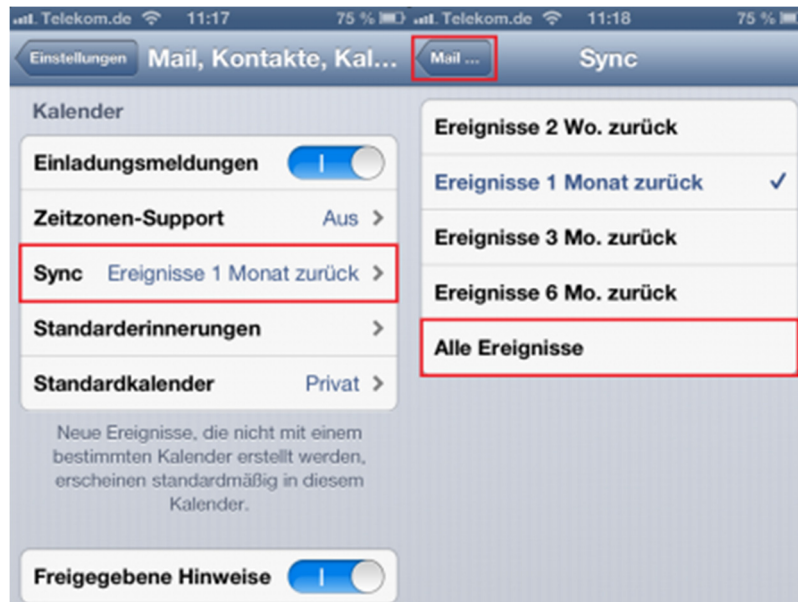 Telekom.de 11:17 75 %
Einstellungen Mail, Kontakte, Kal...
Kalender
Einladungsmeldungen
Zeitzonen-Support Aus
Sync Ereignisse 1 Monat zurück
Standarderinnerungen
Standardkalender Privat
Neue Ereignisse, die nicht mit einem
bestimmten Kalender erstellt werden,
erscheinen standardmäßig in diesem
Kalender.
Freigegebene Hinweise
Telekom.de 11:18 75 %
Mail ... Sync
Ereignisse 2 Wo. zurück
Ereignisse 1 Monat zurück
Ereignisse 3 Mo. zurück
Ereignisse 6 Mo. zurück
Alle Ereignisse